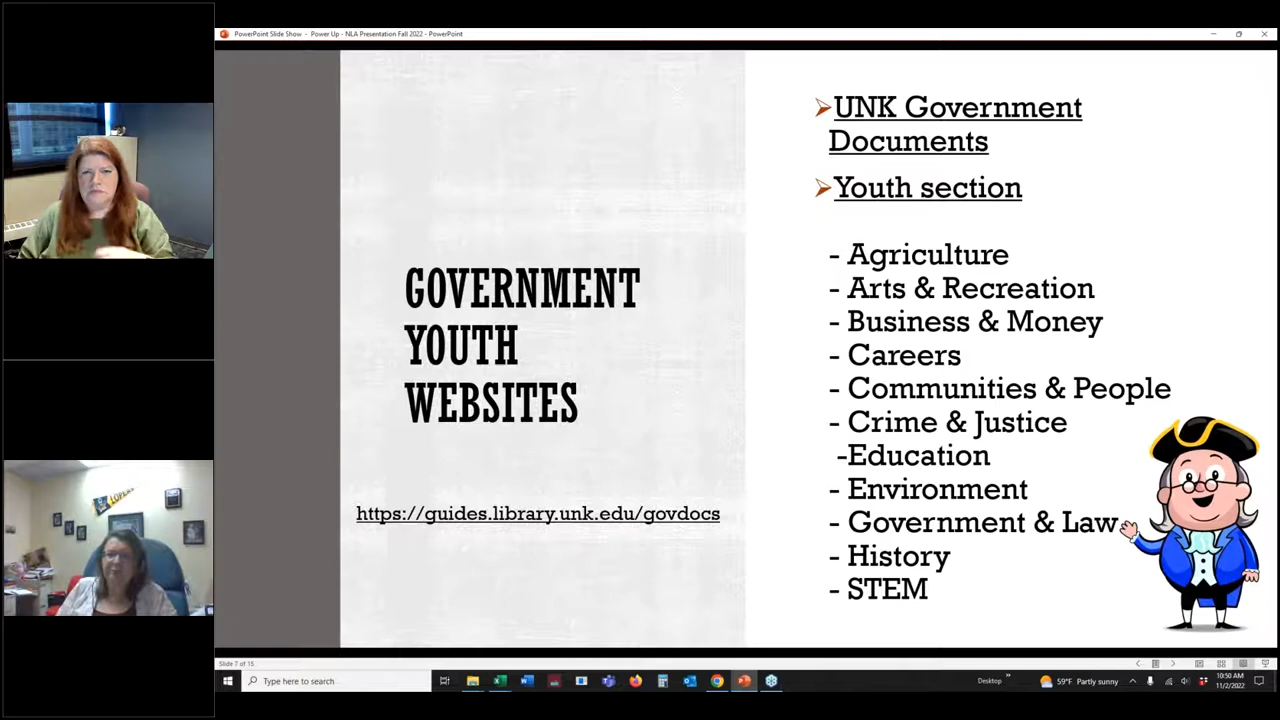 PowerPoint Slide Show - Power Up - NLA Presentation Fall 2022 - PowerPoint
GOVERNMENT
YOUTH
WEBSITES
https://guides.library.unk.edu/govdocs
➢UNK Government
Documents
➢Youth section
- Agriculture
- Arts & Recreation
- Business & Money
- Careers
- Communities & People
- Crime & Justice
-Education
- Environment
- Government & Law
- History
- STEM
LOPERS
Slide 7 of 15
Type here to search
Desktop
59°F Partly sunny
10:50 AM
11/2/2022